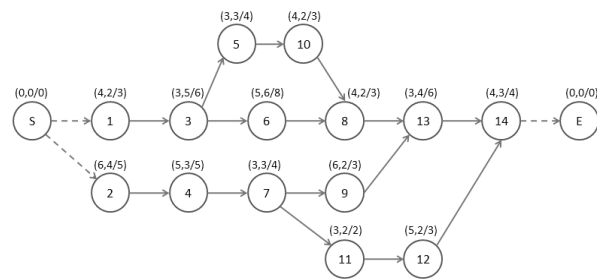 (3,3/4) (4,2/3)
5 10
(0,0/0) (4,2/3) (3,5/6) (5,6/8) (4,2/3) (3,4/6) (4,3/4) (0,0/0)
S 1 3 6 8 13 14 E
(6,4/5) (5,3/5) (3,3/4) (6,2/3)
2 4 7 9
(3,2/2) (5,2/3)
11 12